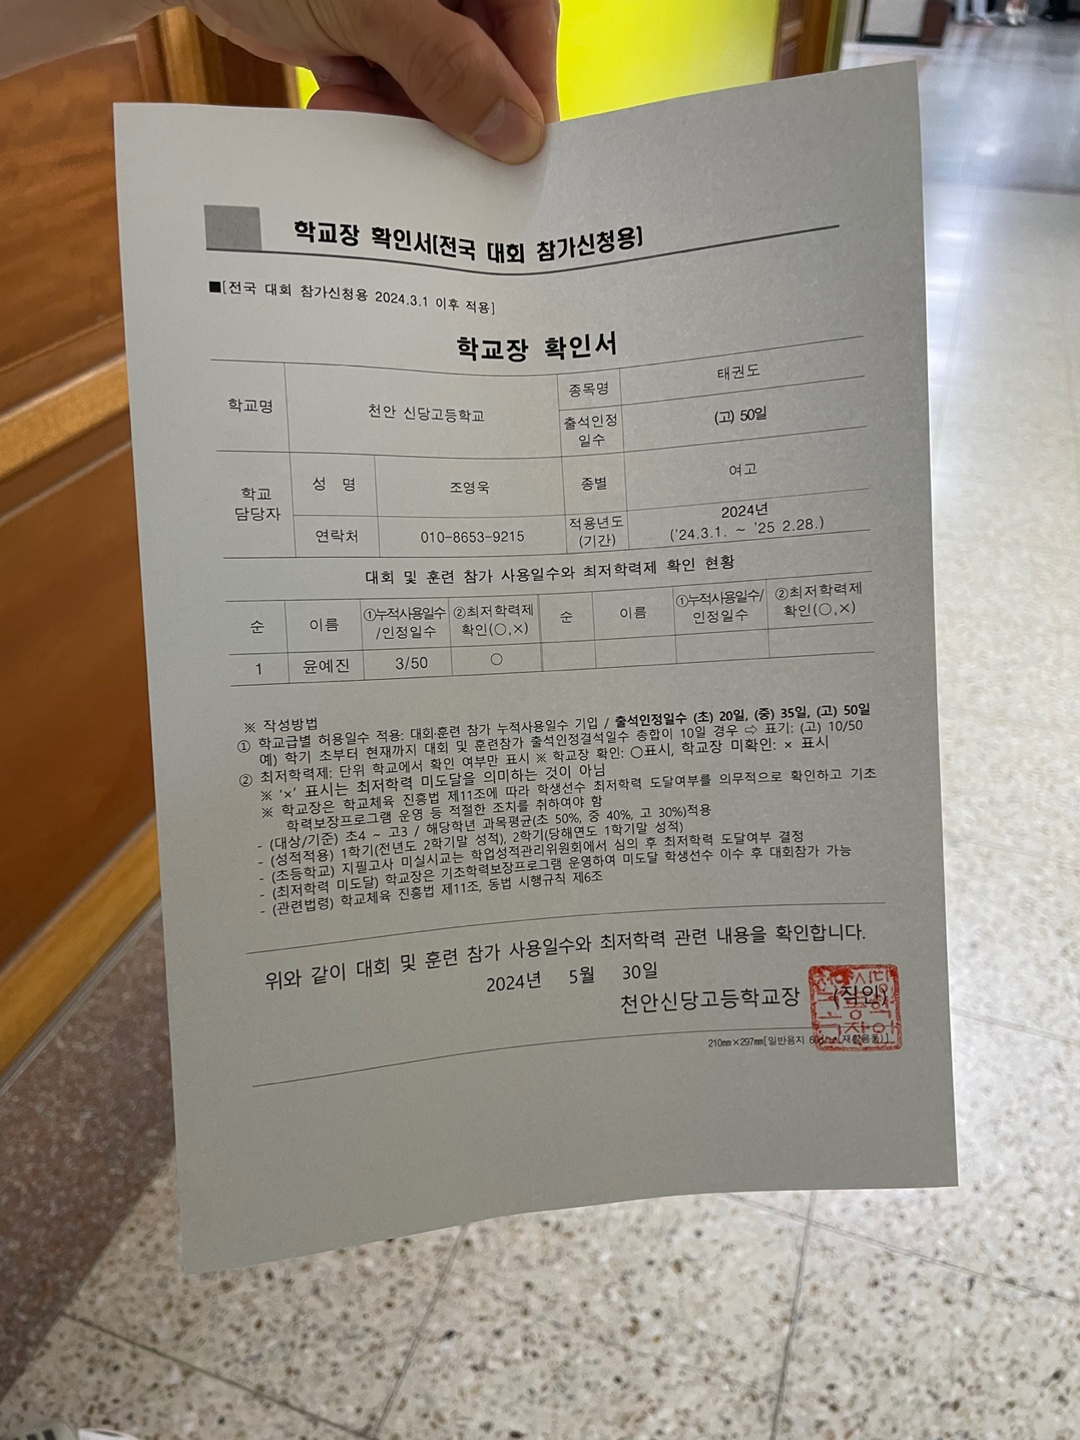 학교장 확인서(전국 대회 참가신청용)
■[전국 대회 참가신청용 2024.3.1 이후 적용]
학교장 확인서
학교명 천안 신당고등학교 종목명 태권도
출석인정 일수 (고) 50일
학교 담당자 성 명 조영욱 종별 여고
연락처 010-8653-9215 적용년도 (기간) 2024년 ('24.3.1. ~ '25 2.28.)
대회 및 훈련 참가 사용일수와 최저학력제 확인 현황
순 이름 ①누적사용일수/인정일수 ②최저학력제 확인(○,×) 순 이름 ①누적사용일수/인정일수 ②최저학력제 확인(○,×)
1 윤예진 3/50 ○
※ 작성방법
① 학교급별 허용일수 적용: 대회·훈련 참가 누적사용일수 기입 / 출석인정일수 (초) 20일, (중) 35일, (고) 50일
예) 학기 초부터 현재까지 대회 및 훈련참가 출석인정결석일수 총합이 10일 경우 ⇨ 표기: (고) 10/50
② 최저학력제: 단위 학교에서 확인 여부만 표시 ※ 학교장 확인: ○표시, 학교장 미확인: × 표시
※ '×' 표시는 최저학력 미도달을 의미하는 것이 아님
※ 학교장은 학교체육 진흥법 제11조에 따라 학생선수 최저학력 도달여부를 의무적으로 확인하고 기초
학력보장프로그램 운영 등 적절한 조치를 취하여야 함
- (대상/기준) 초4 ~ 고3 / 해당학년 과목평균(초 50%, 중 40%, 고 30%)적용
- (성적적용) 1학기(전년도 2학기말 성적), 2학기(당해연도 1학기말 성적)
- (초등학교) 지필고사 미실시교는 학업성적관리위원회에서 심의 후 최저학력 도달여부 결정
- (최저학력 미도달) 학교장은 기초학력보장프로그램 운영하여 미도달 학생선수 이수 후 대회참가 가능
- (관련법령) 학교체육 진흥법 제11조, 동법 시행규칙 제6조
위와 같이 대회 및 훈련 참가 사용일수와 최저학력 관련 내용을 확인합니다.
2024년 5월 30일
천안신당고등학교장 (직인)
210㎜×297㎜[일반용지